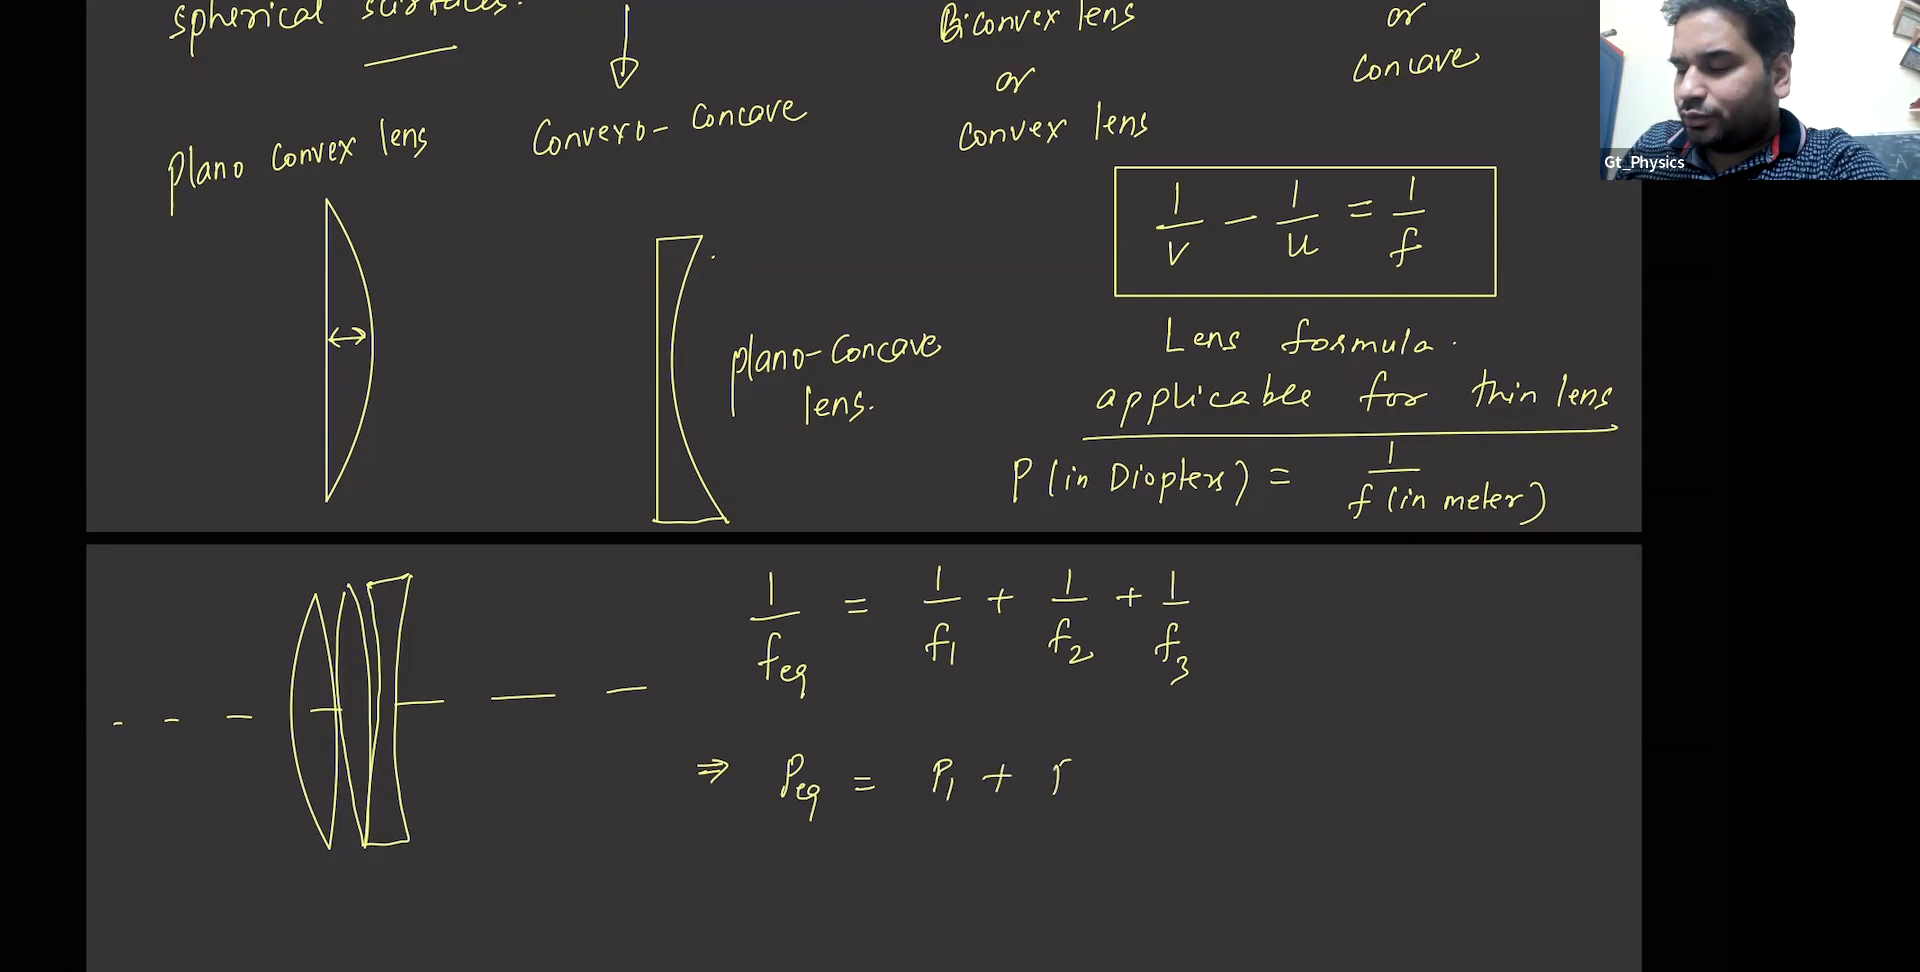 spherical surfaces.
Biconvex lens
or
convex lens
or
concave
Convexo-concave
plano convex lens
Gt_Physics
1/v - 1/u = 1/f
Lens formula.
applicable for thin lens
plano-concave
lens.
P (in Diopters) = 1/f (in meter)
1/feq = 1/f1 + 1/f2 + 1/f3
⇒ Peq = P1 +